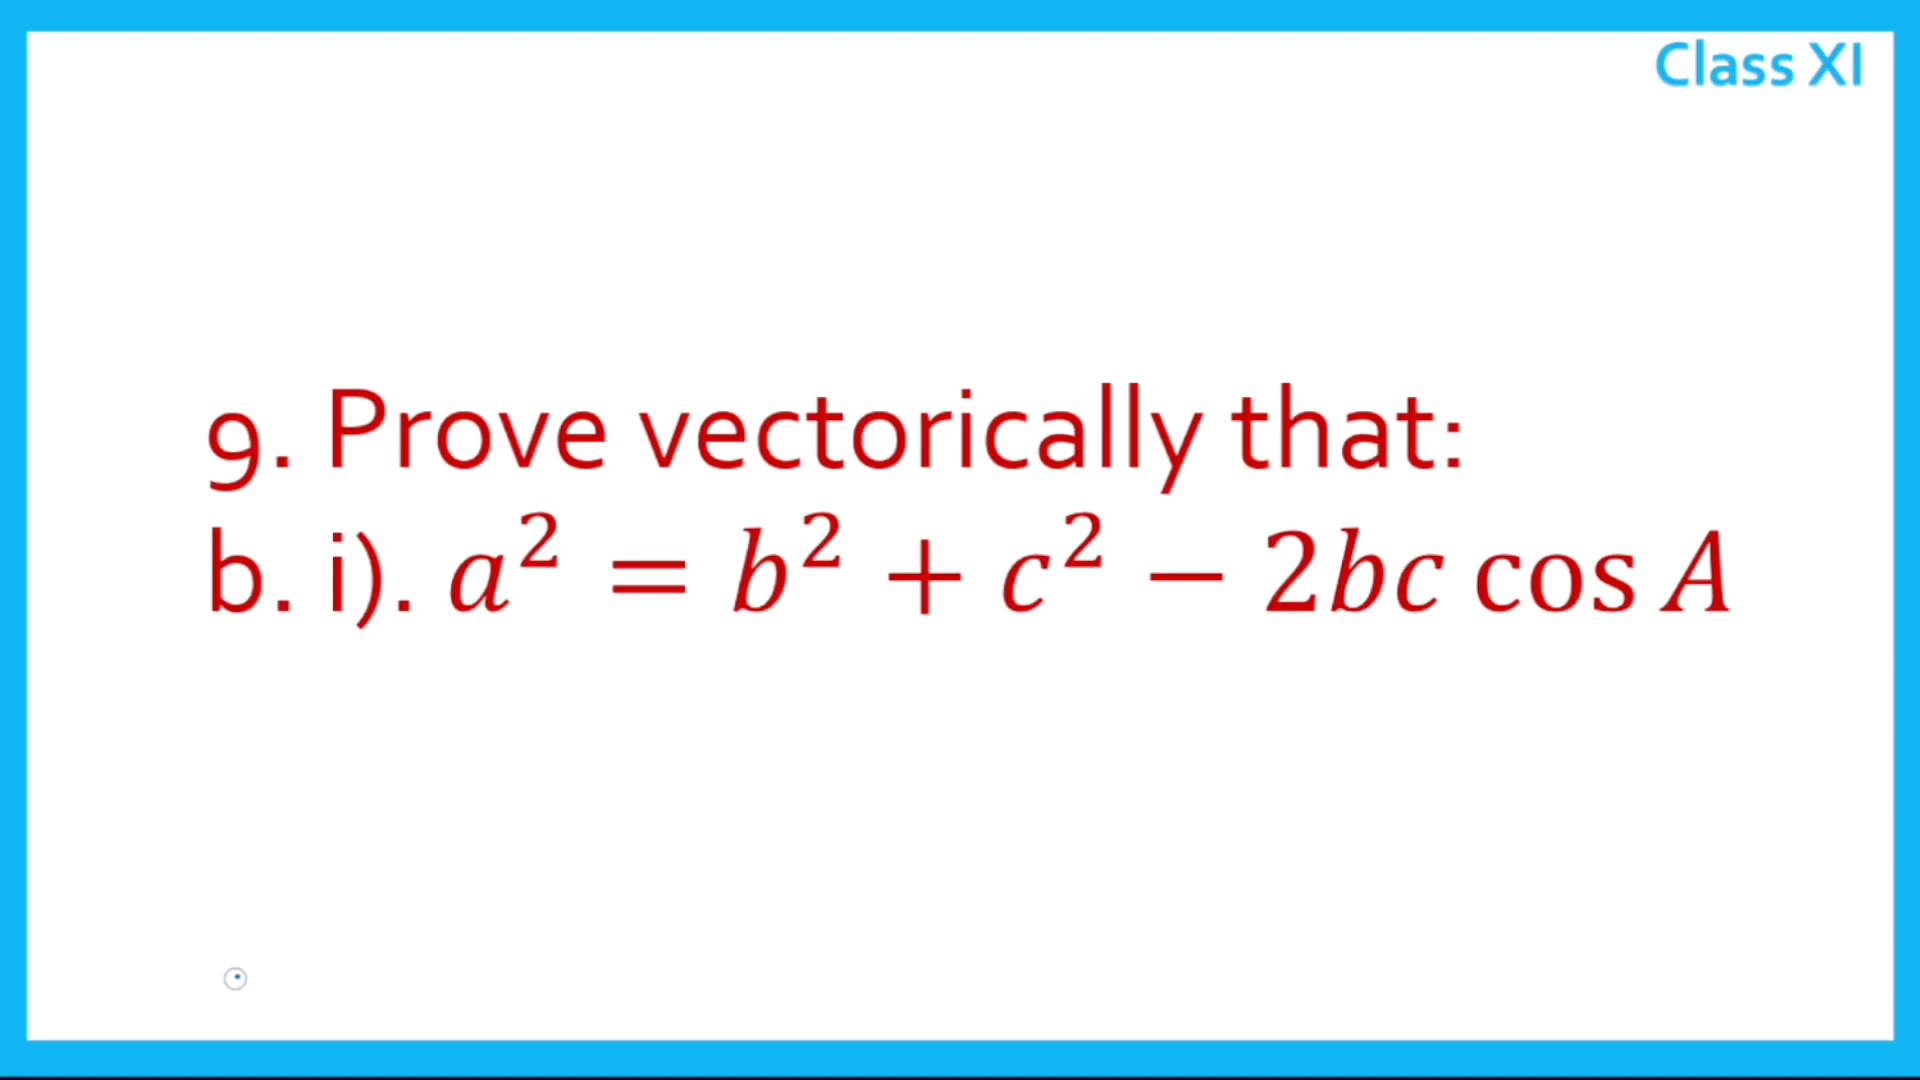 Class XI
9. Prove vectorically that:
b. i). a² = b² + c² − 2bc cos A